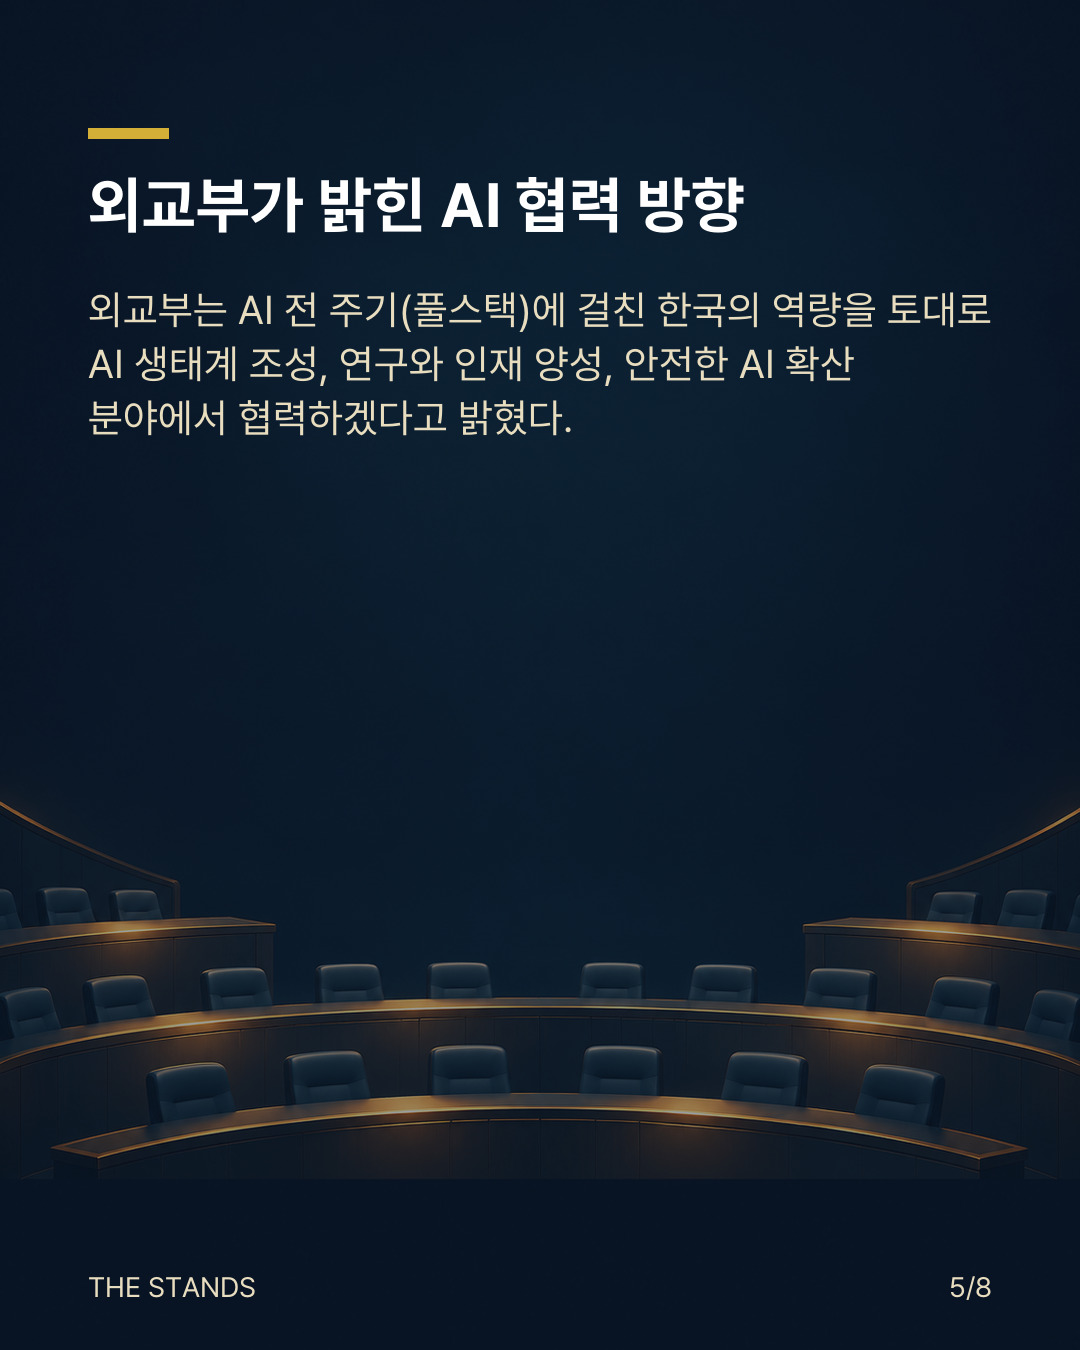 외교부가 밝힌 AI 협력 방향
외교부는 AI 전 주기(풀스택)에 걸친 한국의 역량을 토대로
AI 생태계 조성, 연구와 인재 양성, 안전한 AI 확산
분야에서 협력하겠다고 밝혔다.
THE STANDS
5/8